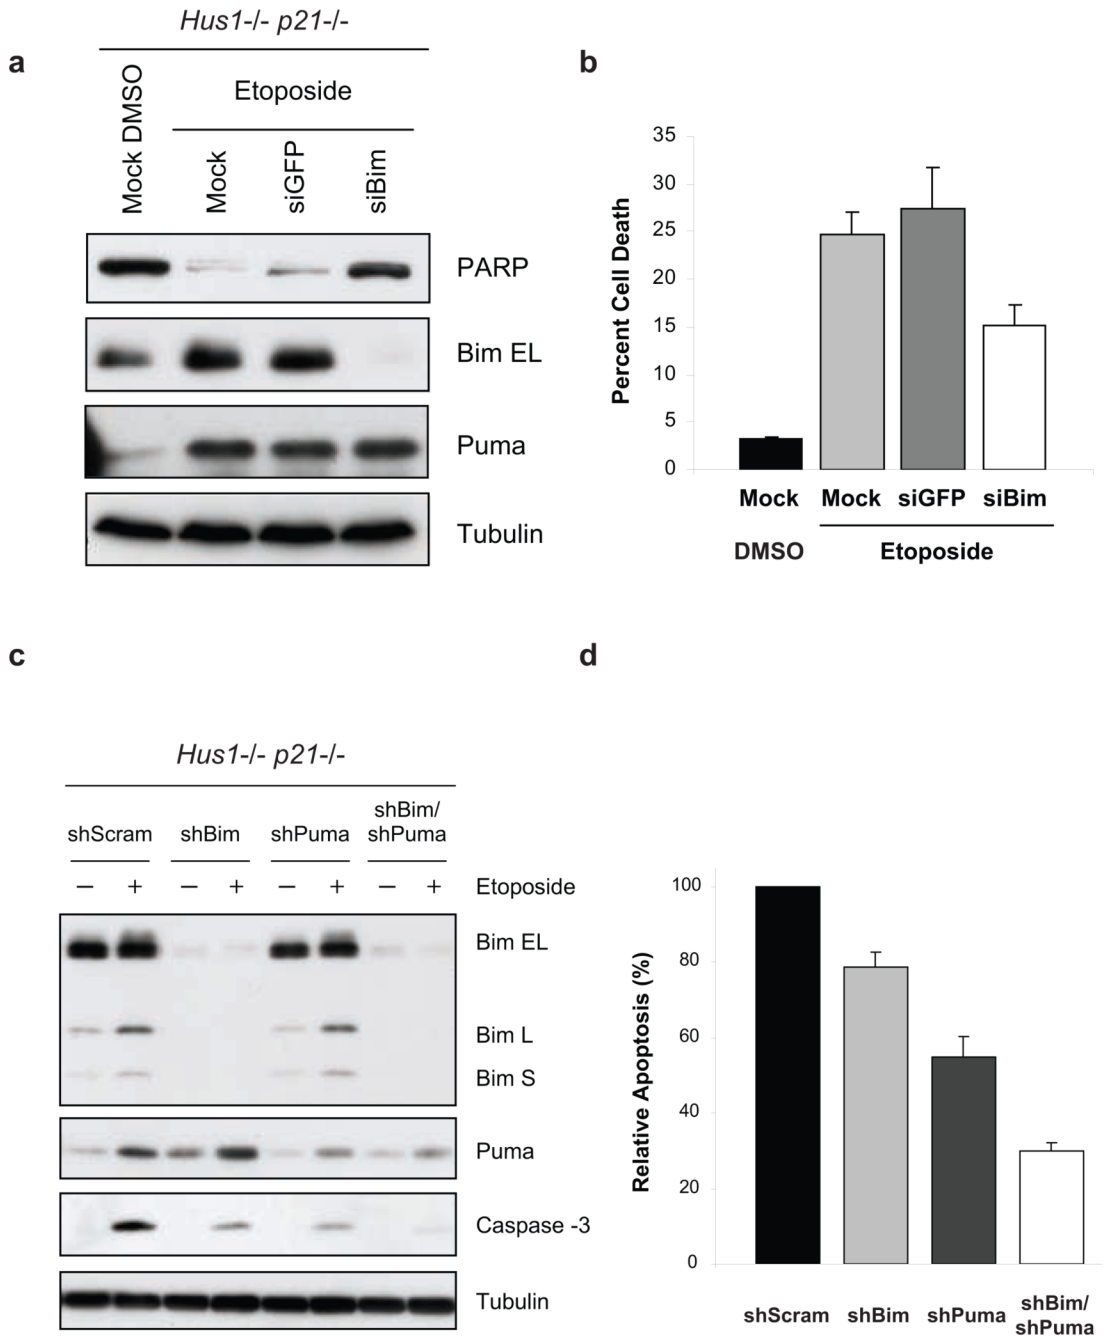 a
Hus1-/- p21-/-
Mock DMSO
Etoposide
Mock
siGFP
siBim
PARP
Bim EL
Puma
Tubulin
b
Percent Cell Death
35
30
25
20
15
10
5
0
Mock Mock siGFP siBim
DMSO Etoposide
c
Hus1-/- p21-/-
shScram shBim shPuma shBim/
shPuma
– + – + – + – + Etoposide
Bim EL
Bim L
Bim S
Puma
Caspase -3
Tubulin
d
Relative Apoptosis (%)
100
80
60
40
20
0
shScram shBim shPuma shBim/
shPuma